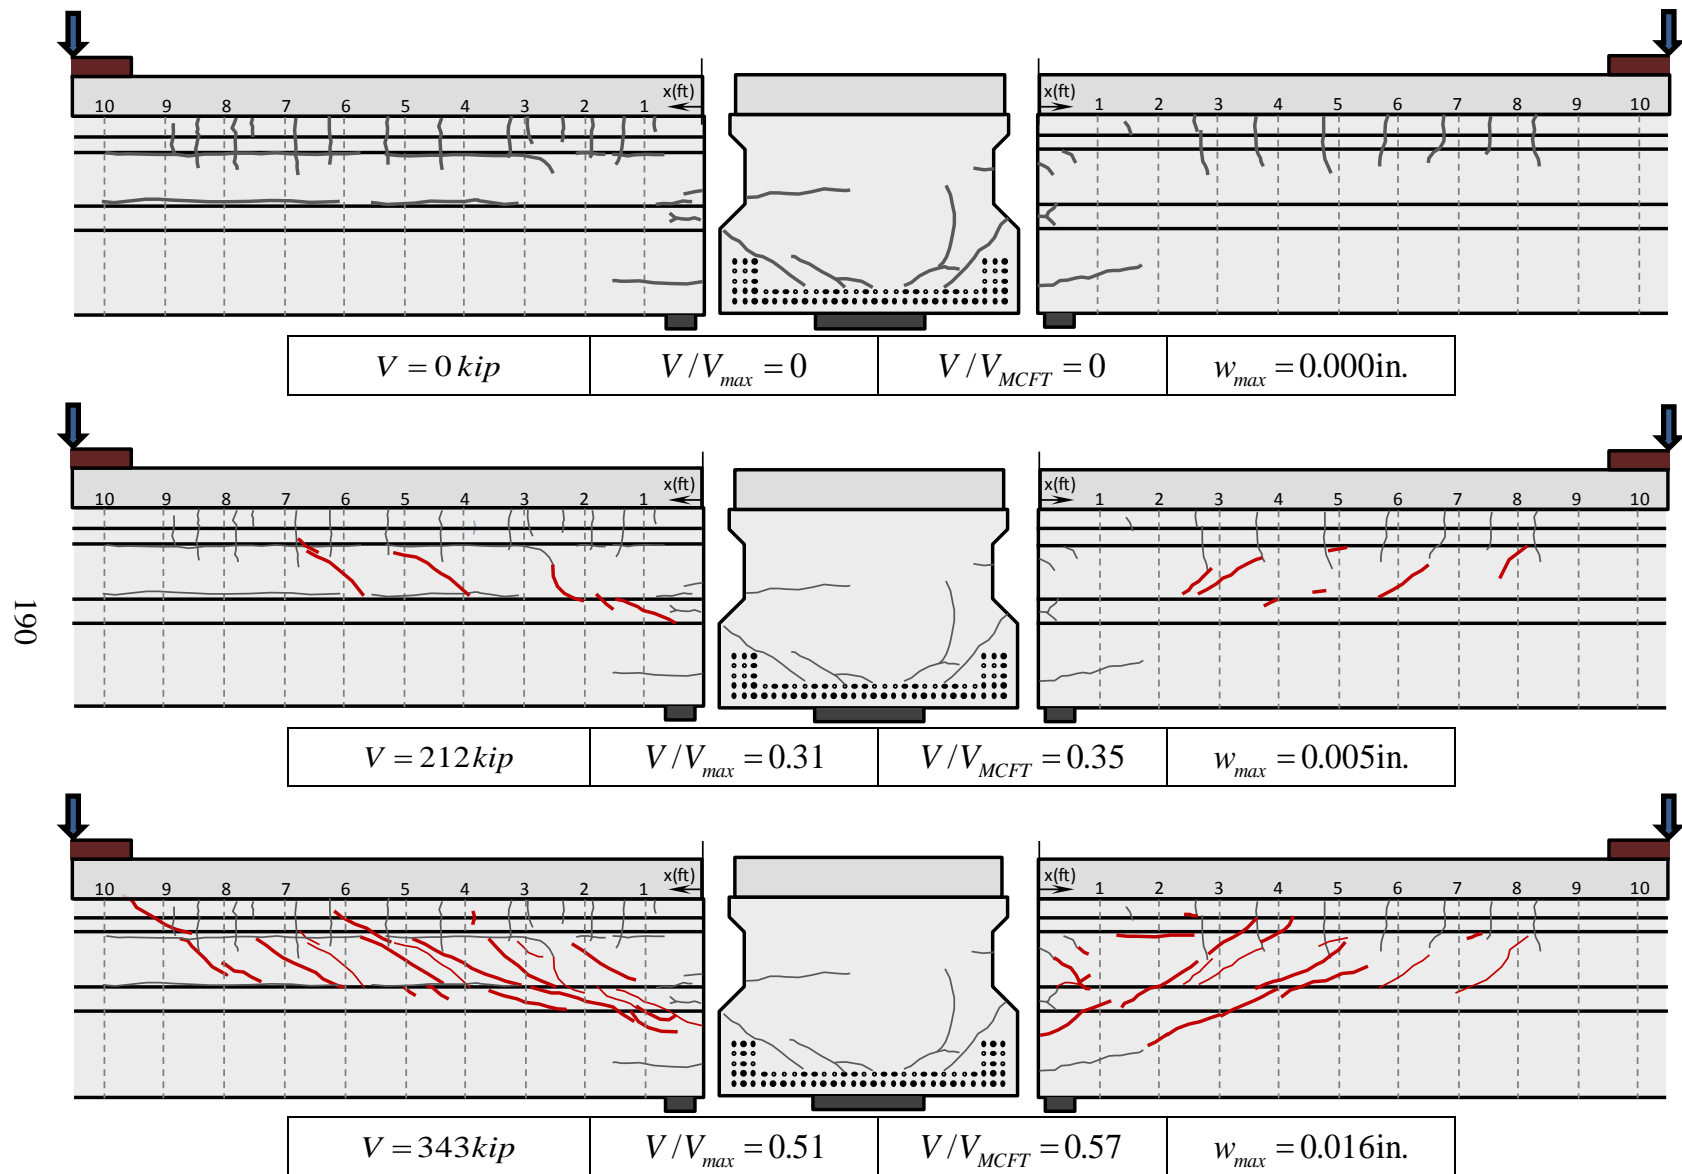 10 9 8 7 6 5 4 3 2 1 x(ft)
x(ft) 1 2 3 4 5 6 7 8 9 10
V = 0 kip V/V_max = 0 V/V_MCFT = 0 w_max = 0.000in.
10 9 8 7 6 5 4 3 2 1 x(ft)
x(ft) 1 2 3 4 5 6 7 8 9 10
190
V = 212 kip V/V_max = 0.31 V/V_MCFT = 0.35 w_max = 0.005in.
10 9 8 7 6 5 4 3 2 1 x(ft)
x(ft) 1 2 3 4 5 6 7 8 9 10
V = 343 kip V/V_max = 0.51 V/V_MCFT = 0.57 w_max = 0.016in.